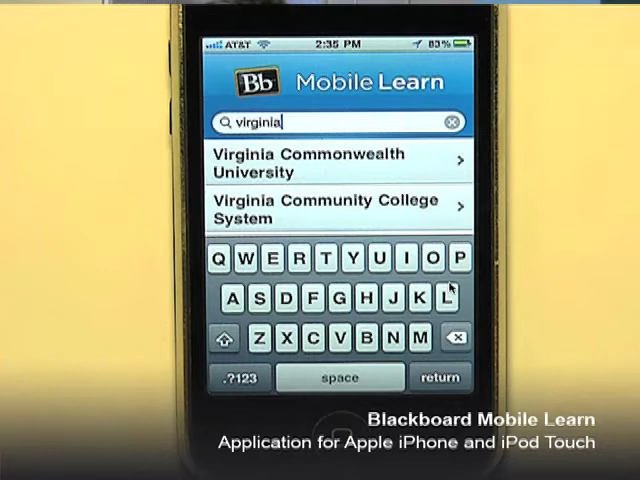 AT&T 2:35 PM 83%
Bb Mobile Learn
virginia
Virginia Commonwealth
University
Virginia Community College
System
Q W E R T Y U I O P
A S D F G H J K L
Z X C V B N M
.?123 space return
Blackboard Mobile Learn
Application for Apple iPhone and iPod Touch